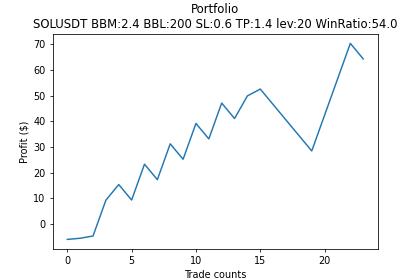 Portfolio
SOLUSDT BBM:2.4 BBL:200 SL:0.6 TP:1.4 lev:20 WinRatio:54.0
70
60
50
40
30
20
10
0
Profit ($)
0 5 10 15 20
Trade counts